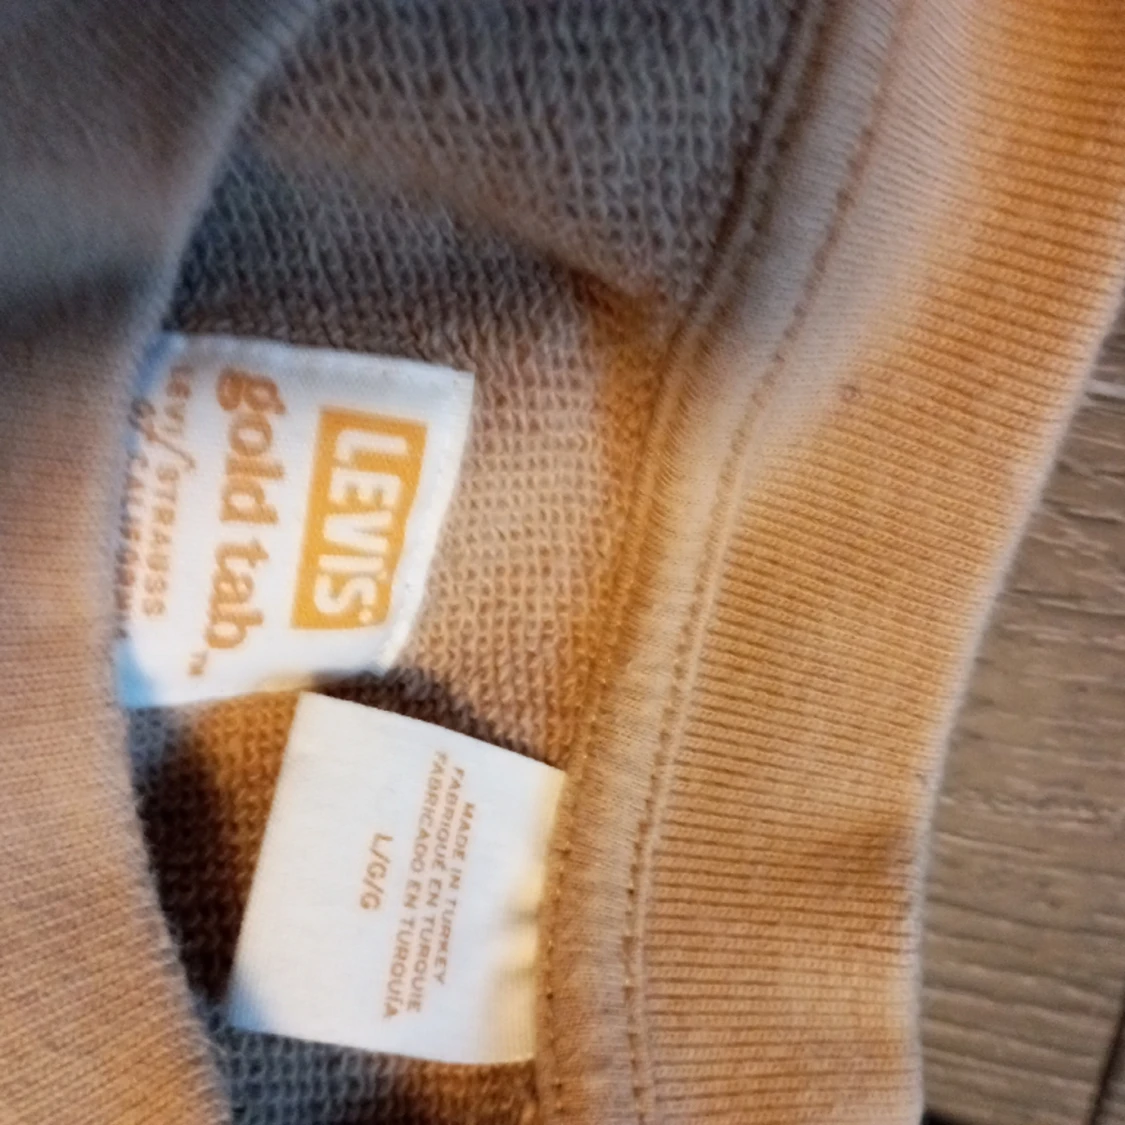 LEVI'S®
gold tab™
LEVI STRAUSS
MADE IN TURKEY
FABRIQUÉ EN TURQUIE
FABRICADO EN TURQUÍA
L/G/G